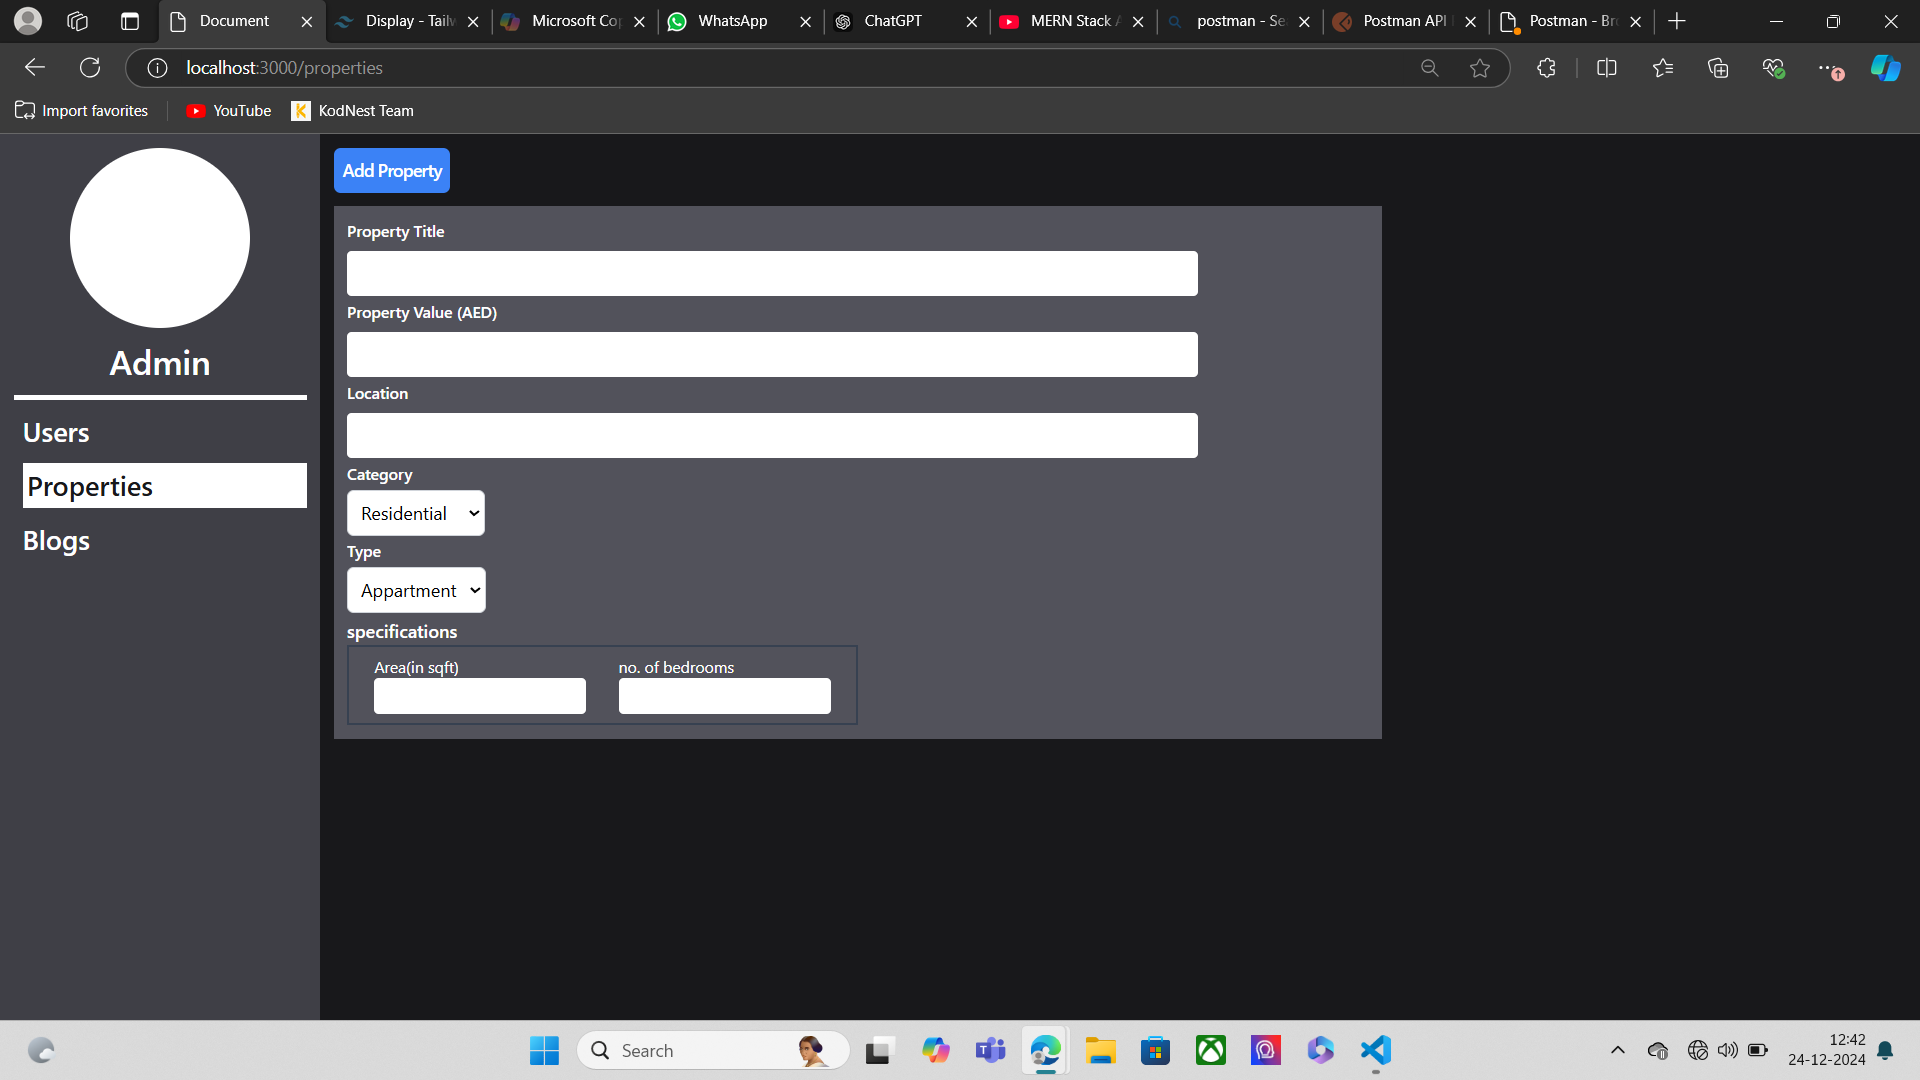 Document
Display - Tailw
Microsoft Cop
WhatsApp
ChatGPT
MERN Stack A
postman - Se
Postman API
Postman - Bro
localhost:3000/properties
Import favorites
YouTube
KodNest Team
Admin
Users
Properties
Blogs
Add Property
Property Title
Property Value (AED)
Location
Category
Residential
Type
Appartment
specifications
Area(in sqft) no. of bedrooms
Search
12:42
24-12-2024